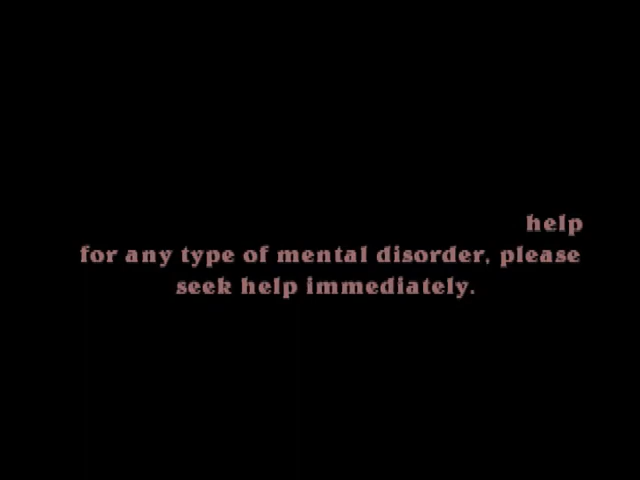 help
for any type of mental disorder, please
seek help immediately.